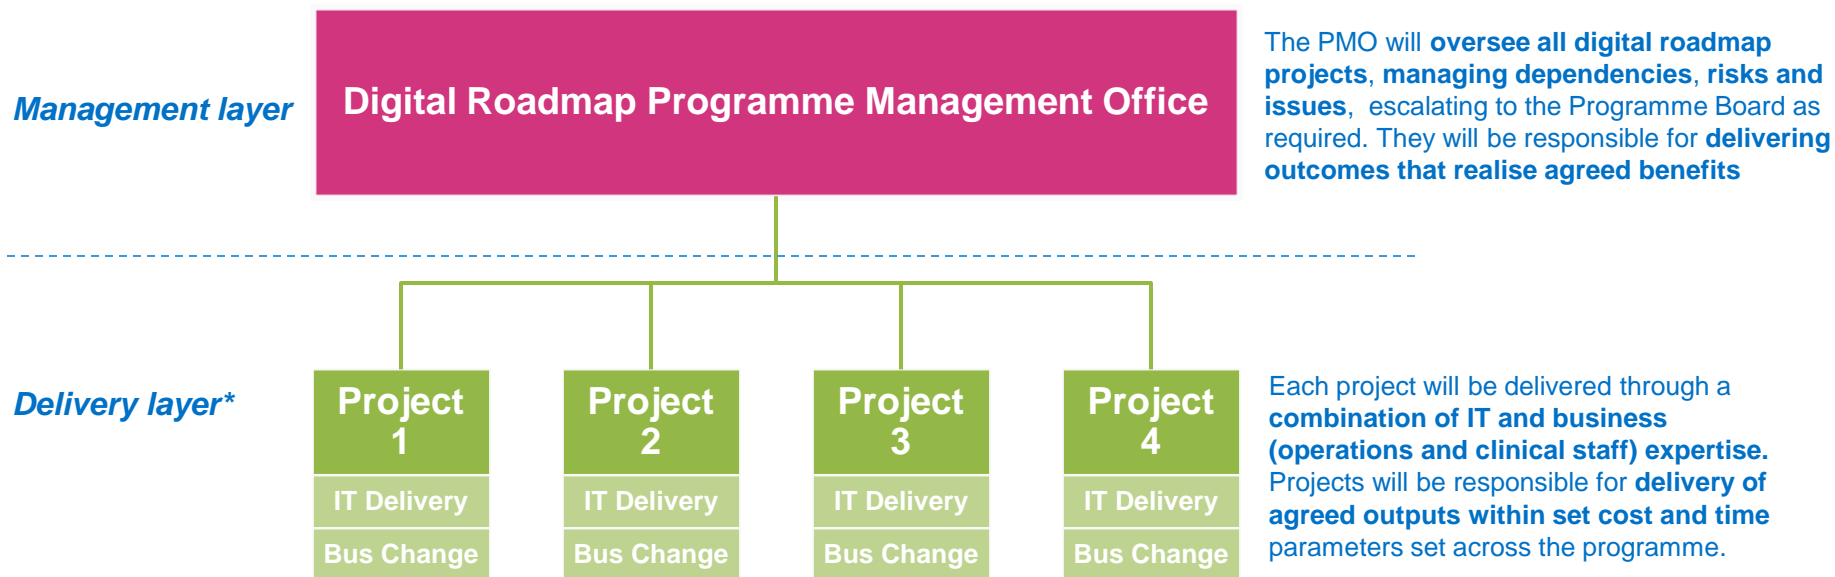 Management layer
Digital Roadmap Programme Management Office
The PMO will oversee all digital roadmap
projects, managing dependencies, risks and
issues,  escalating to the Programme Board as
required. They will be responsible for delivering
outcomes that realise agreed benefits
Delivery layer*
Project
1
IT Delivery
Bus Change
Project
2
IT Delivery
Bus Change
Project
3
IT Delivery
Bus Change
Project
4
IT Delivery
Bus Change
Each project will be delivered through a
combination of IT and business
(operations and clinical staff) expertise.
Projects will be responsible for delivery of
agreed outputs within set cost and time
parameters set across the programme.